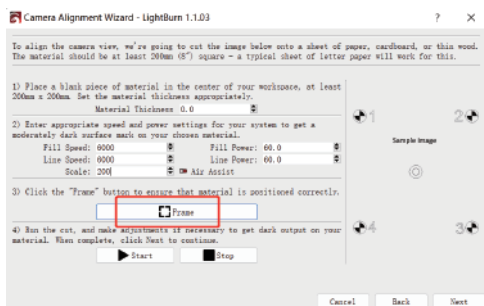 Camera Alignment Wizard - LightBurn 1.1.03
? ×
To align the camera view, we're going to cut the image below onto a sheet of paper, cardboard, or thin wood.
The material should be at least 200mm (8") square - a typical sheet of letter paper will work for this.
1) Place a blank piece of material in the center of your workspace, at least
200mm x 200mm. Set the material thickness appropriately.
Material Thickness 0.0
2) Enter appropriate speed and power settings for your system to get a
moderately dark surface mark on your chosen material.
Fill Speed: 6000 Fill Power: 60.0
Line Speed: 6000 Line Power: 60.0
Scale: 200 Air Assist
3) Click the "Frame" button to ensure that material is positioned correctly.
Frame
4) Run the cut, and make adjustments if necessary to get dark output on your
material. When complete, click Next to continue.
Start Stop
1 2
Sample Image
4 3
Cancel Back Next